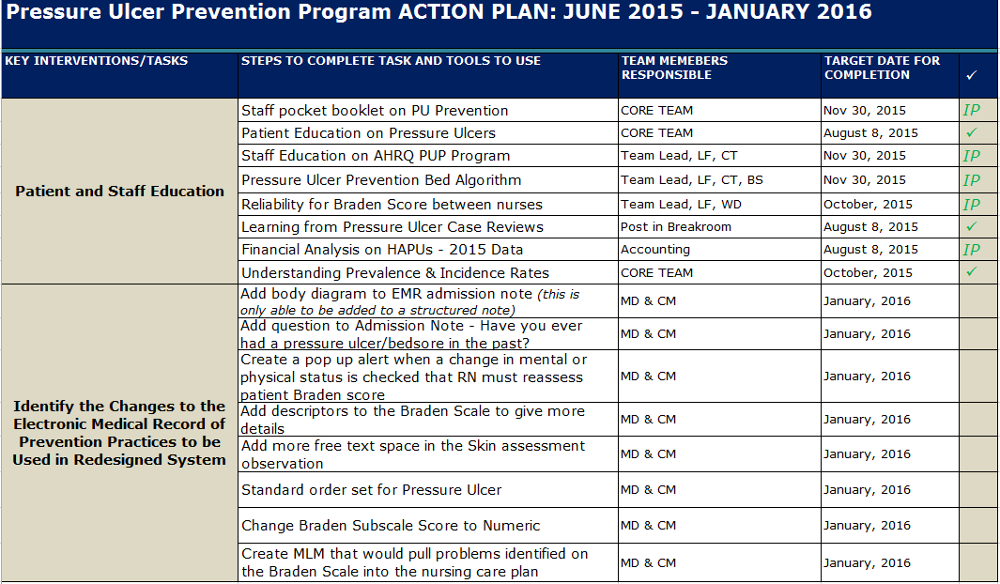 Pressure Ulcer Prevention Program ACTION PLAN: JUNE 2015 - JANUARY 2016
KEY INTERVENTIONS/TASKS
STEPS TO COMPLETE TASK AND TOOLS TO USE
TEAM MEMEBERS
RESPONSIBLE
TARGET DATE FOR
COMPLETION
✓
Patient and Staff Education
Staff pocket booklet on PU Prevention
CORE TEAM
Nov 30, 2015
IP
Patient Education on Pressure Ulcers
CORE TEAM
August 8, 2015
✓
Staff Education on AHRQ PUP Program
Team Lead, LF, CT
Nov 30, 2015
IP
Pressure Ulcer Prevention Bed Algorithm
Team Lead, LF, CT, BS
Nov 30, 2015
IP
Reliability for Braden Score between nurses
Team Lead, LF, WD
October, 2015
IP
Learning from Pressure Ulcer Case Reviews
Post in Breakroom
August 8, 2015
✓
Financial Analysis on HAPUs - 2015 Data
Accounting
August 8, 2015
IP
Understanding Prevalence & Incidence Rates
CORE TEAM
October, 2015
✓
Identify the Changes to the
Electronic Medical Record of
Prevention Practices to be
Used in Redesigned System
Add body diagram to EMR admission note (this is
only able to be added to a structured note)
MD & CM
January, 2016
Add question to Admission Note - Have you ever
had a pressure ulcer/bedsore in the past?
MD & CM
January, 2016
Create a pop up alert when a change in mental or
physical status is checked that RN must reassess
patient Braden score
MD & CM
January, 2016
Add descriptors to the Braden Scale to give more
details
MD & CM
January, 2016
Add more free text space in the Skin assessment
observation
MD & CM
January, 2016
Standard order set for Pressure Ulcer
MD & CM
January, 2016
Change Braden Subscale Score to Numeric
MD & CM
January, 2016
Create MLM that would pull problems identified on
the Braden Scale into the nursing care plan
MD & CM
January, 2016